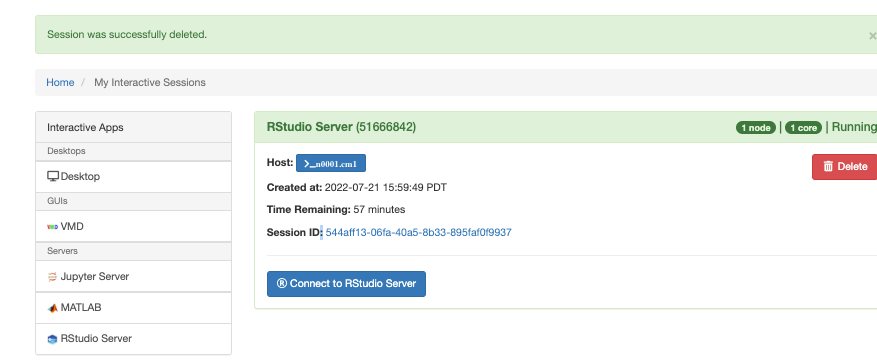 Session was successfully deleted.
×
Home / My Interactive Sessions
Interactive Apps
Desktops
Desktop
GUIs
VMD
Servers
Jupyter Server
MATLAB
RStudio Server
RStudio Server (51666842)
1 node | 1 core | Running
Host: >_n0001.cm1
Delete
Created at: 2022-07-21 15:59:49 PDT
Time Remaining: 57 minutes
Session ID: 544aff13-06fa-40a5-8b33-895faf0f9937
® Connect to RStudio Server